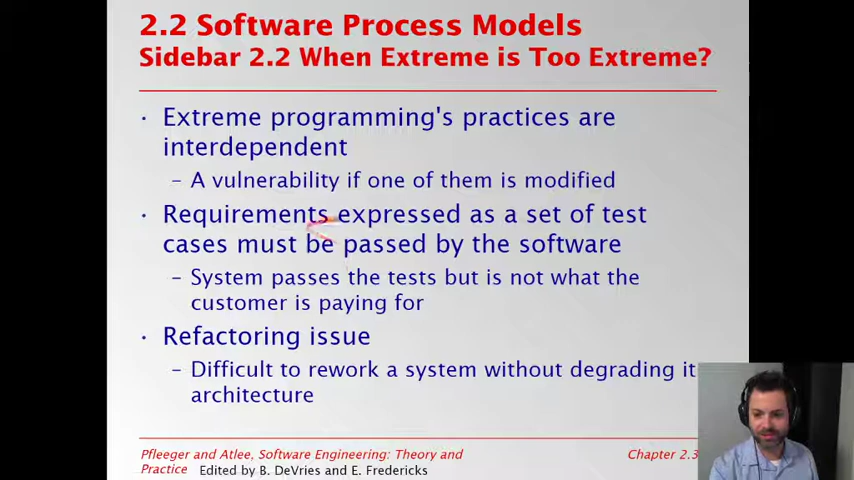 2.2 Software Process Models
Sidebar 2.2 When Extreme is Too Extreme?
• Extreme programming's practices are
interdependent
– A vulnerability if one of them is modified
• Requirements expressed as a set of test
cases must be passed by the software
– System passes the tests but is not what the
customer is paying for
• Refactoring issue
– Difficult to rework a system without degrading it
architecture
Pfleeger and Atlee, Software Engineering: Theory and
Practice Edited by B. DeVries and E. Fredericks
Chapter 2.3